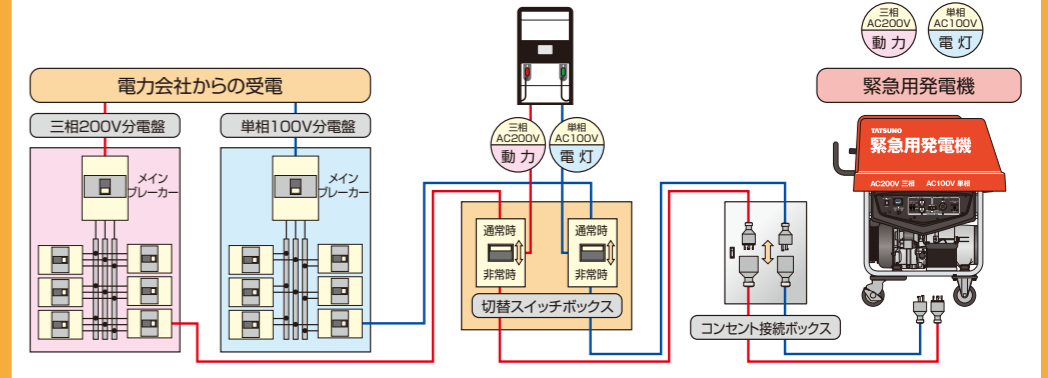 電力会社からの受電
三相200V分電盤
メイン
ブレーカー
単相100V分電盤
メイン
ブレーカー
三相
AC200V
動力
単相
AC100V
電灯
通常時
非常時
通常時
非常時
切替スイッチボックス
コンセント接続ボックス
三相
AC200V
動力
単相
AC100V
電灯
緊急用発電機
TATSUNO
緊急用発電機
AC200V 三相 AC100V 単相